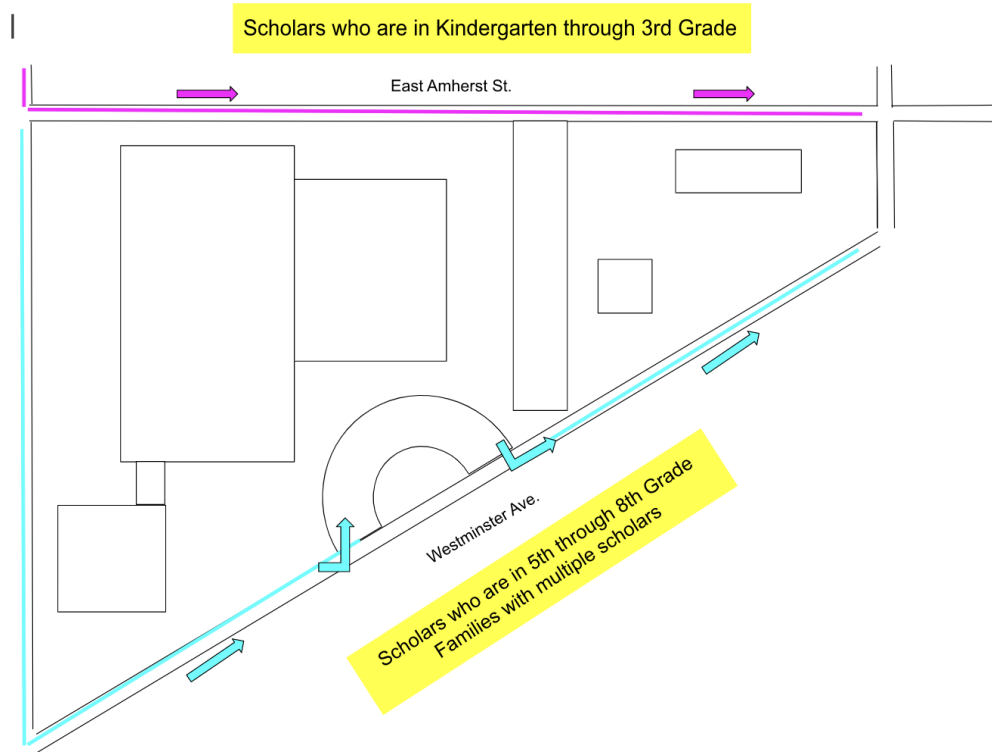 Scholars who are in Kindergarten through 3rd Grade
East Amherst St.
Westminster Ave.
Scholars who are in 5th through 8th Grade
Families with multiple scholars